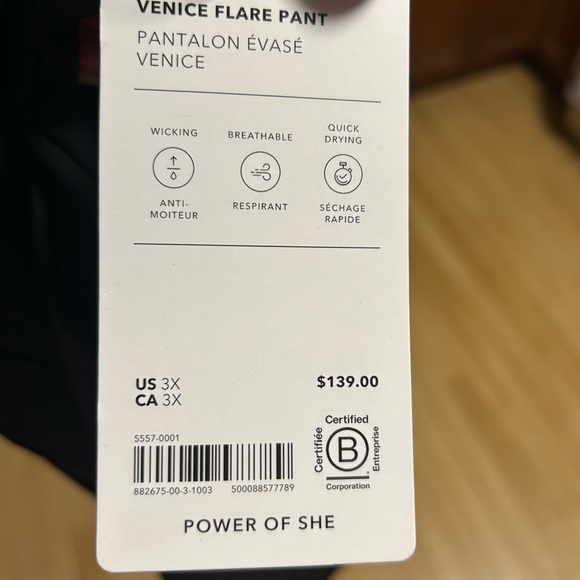 VENICE FLARE PANT
PANTALON ÉVASÉ
VENICE
WICKING
BREATHABLE
QUICK
DRYING
ANTI-
MOITEUR
RESPIRANT
SÉCHAGE
RAPIDE
US 3X
CA 3X
$139.00
S557-0001
882675-00-3-1003 500088577789
Certified
Certifiée
B
Entreprise
Corporation
POWER OF SHE